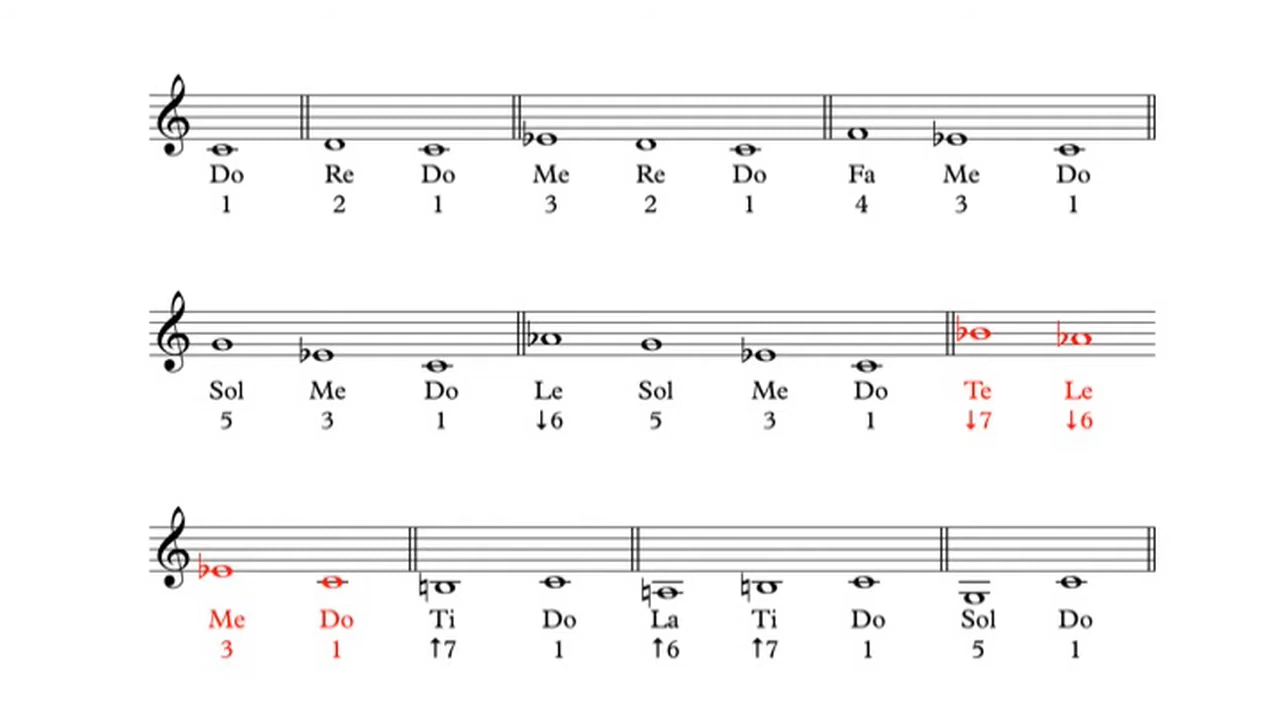 Do Re Do Me Re Do Fa Me Do
1 2 1 3 2 1 4 3 1
Sol Me Do Le Sol Me Do Te Le
5 3 1 ↓6 5 3 1 ↓7 ↓6
Me Do Ti Do La Ti Do Sol Do
3 1 ↑7 1 ↑6 ↑7 1 5 1